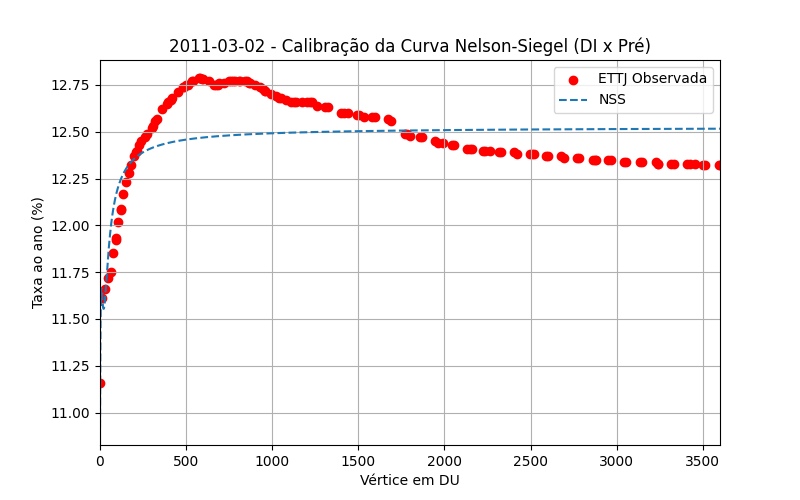 2011-03-02 - Calibração da Curva Nelson-Siegel (DI x Pré)
ETTJ Observada
NSS
Taxa ao ano (%)
12.75
12.50
12.25
12.00
11.75
11.50
11.25
11.00
0 500 1000 1500 2000 2500 3000 3500
Vértice em DU